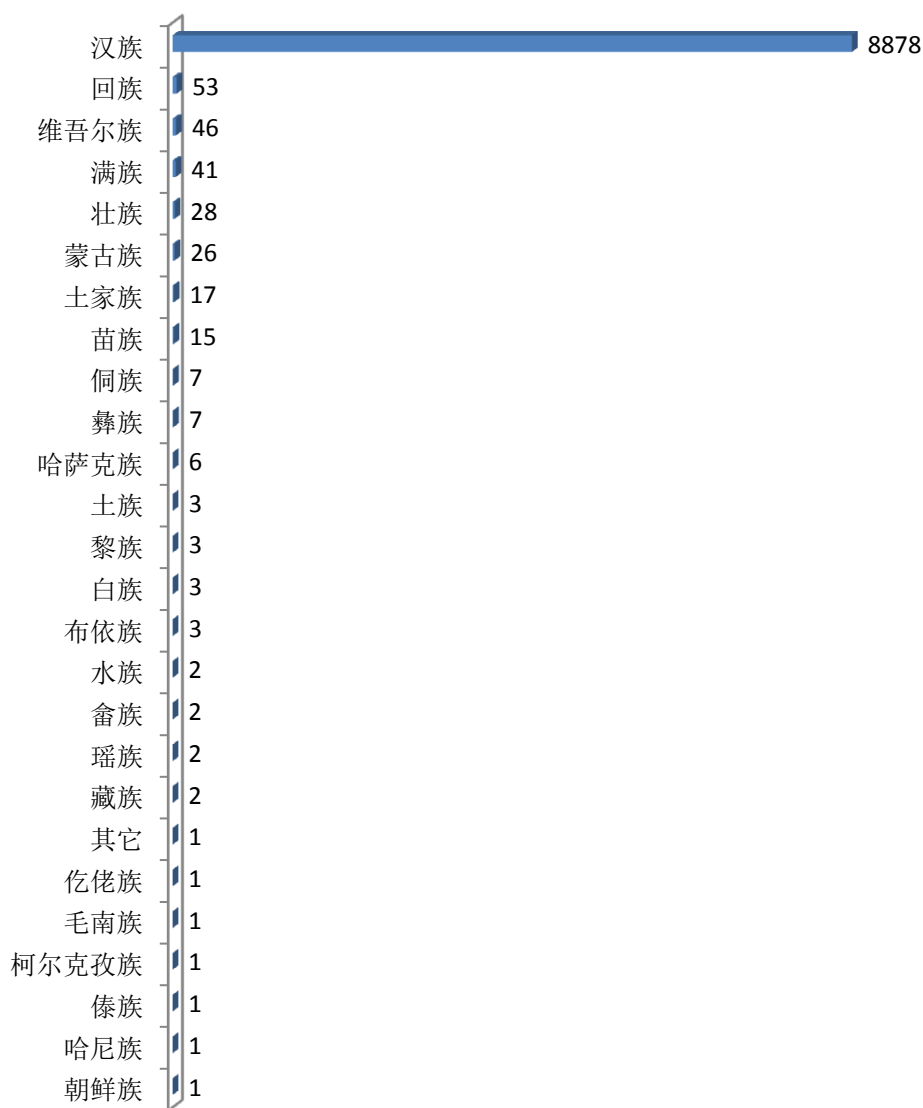 汉族 8878
回族 53
维吾尔族 46
满族 41
壮族 28
蒙古族 26
土家族 17
苗族 15
侗族 7
彝族 7
哈萨克族 6
土族 3
黎族 3
白族 3
布依族 3
水族 2
畲族 2
瑶族 2
藏族 2
其它 1
仡佬族 1
毛南族 1
柯尔克孜族 1
傣族 1
哈尼族 1
朝鲜族 1